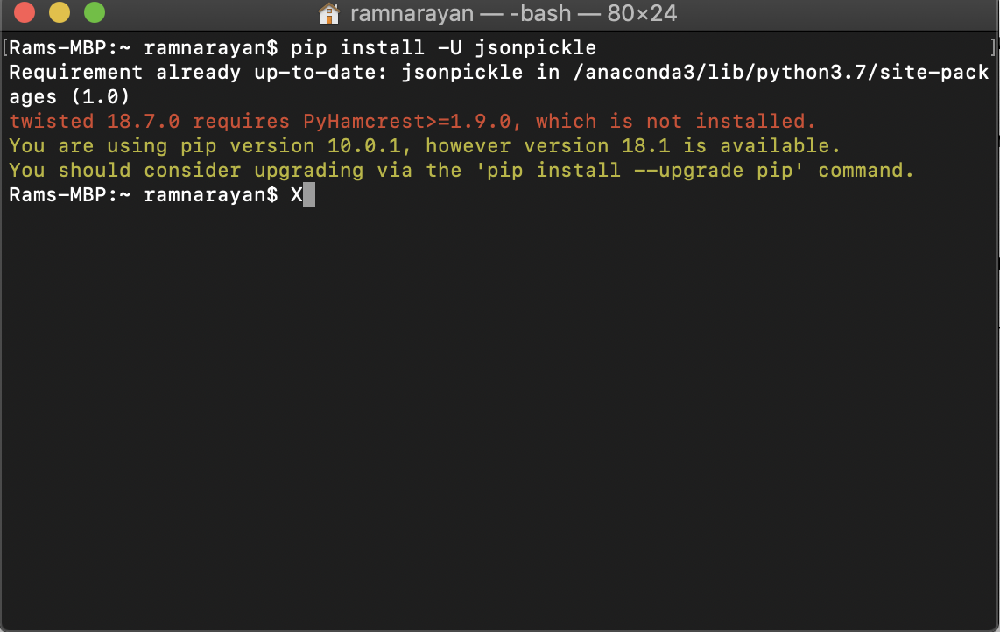 ramnarayan — -bash — 80×24
[Rams-MBP:~ ramnarayan$ pip install -U jsonpickle ]
Requirement already up-to-date: jsonpickle in /anaconda3/lib/python3.7/site-pack
ages (1.0)
twisted 18.7.0 requires PyHamcrest>=1.9.0, which is not installed.
You are using pip version 10.0.1, however version 18.1 is available.
You should consider upgrading via the 'pip install --upgrade pip' command.
Rams-MBP:~ ramnarayan$ X